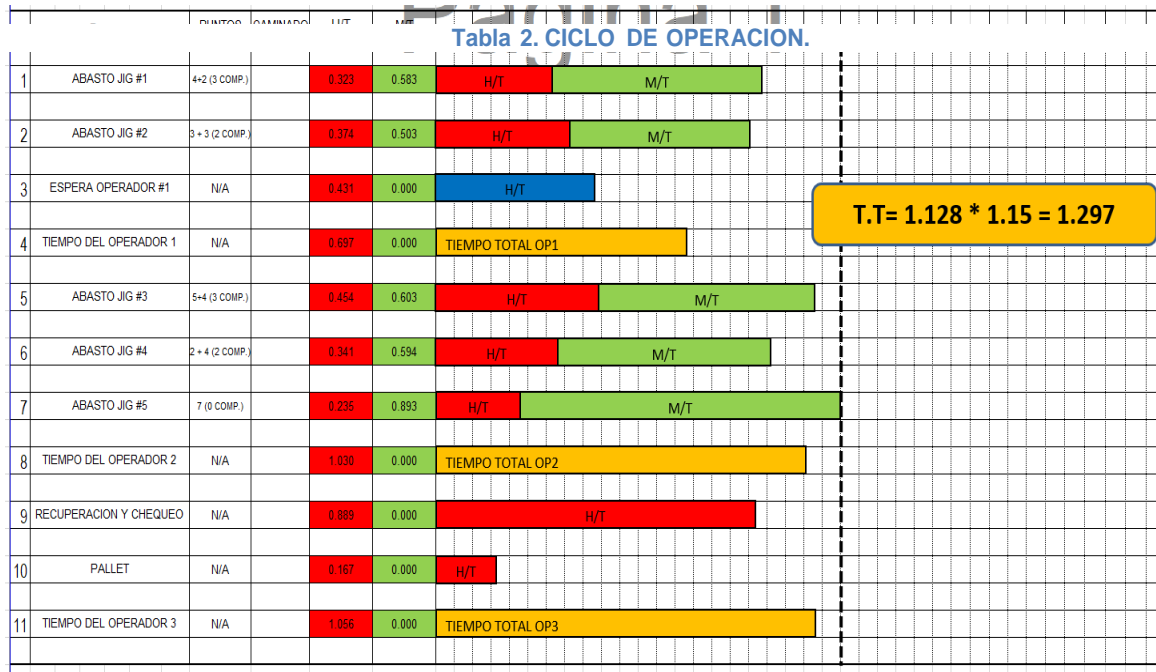 Tabla 2. CICLO DE OPERACION.
1 ABASTO JIG #1 4+2 (3 COMP.) 0.323 0.583 H/T M/T
2 ABASTO JIG #2 3 + 3 (2 COMP.) 0.374 0.503 H/T M/T
3 ESPERA OPERADOR #1 N/A 0.431 0.000 H/T
T.T= 1.128 * 1.15 = 1.297
4 TIEMPO DEL OPERADOR 1 N/A 0.697 0.000 TIEMPO TOTAL OP1
5 ABASTO JIG #3 5+4 (3 COMP.) 0.454 0.603 H/T M/T
6 ABASTO JIG #4 2 + 4 (2 COMP.) 0.341 0.594 H/T M/T
7 ABASTO JIG #5 7 (0 COMP.) 0.235 0.893 H/T M/T
8 TIEMPO DEL OPERADOR 2 N/A 1.030 0.000 TIEMPO TOTAL OP2
9 RECUPERACION Y CHEQUEO N/A 0.889 0.000 H/T
10 PALLET N/A 0.167 0.000 H/T
11 TIEMPO DEL OPERADOR 3 N/A 1.056 0.000 TIEMPO TOTAL OP3